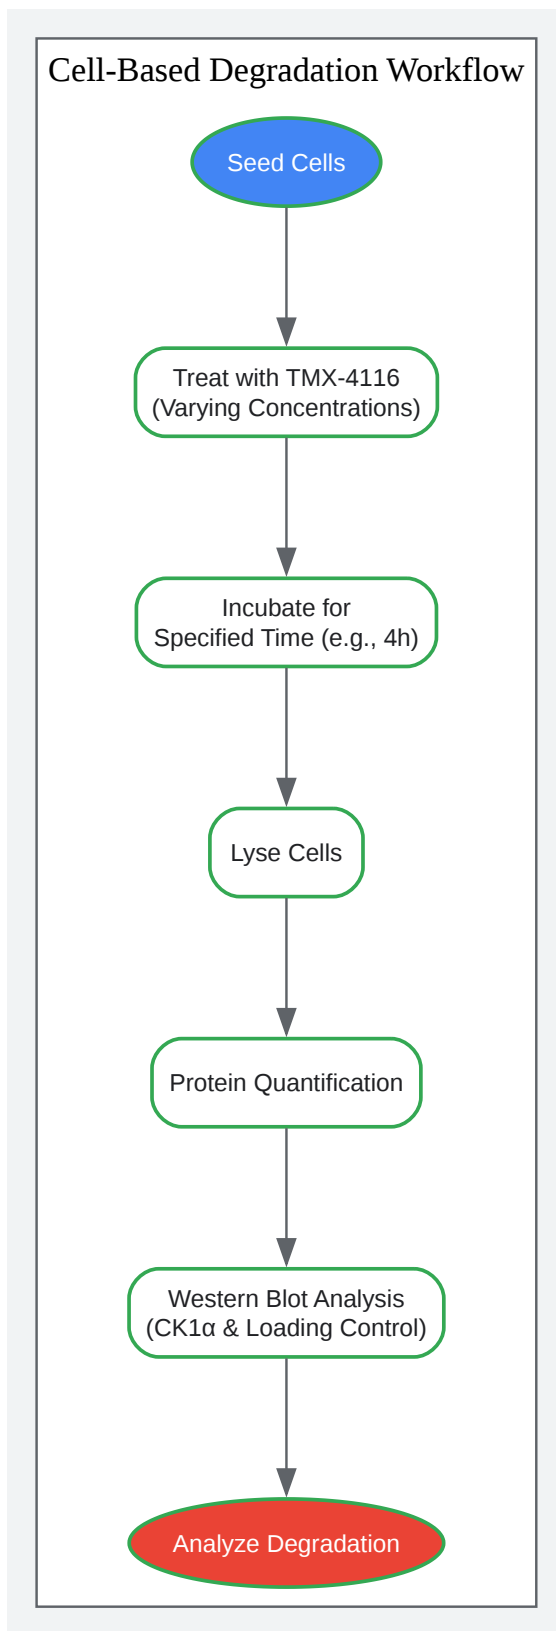 Cell-Based Degradation Workflow
Seed Cells
Treat with TMX-4116
(Varying Concentrations)
Incubate for
Specified Time (e.g., 4h)
Lyse Cells
Protein Quantification
Western Blot Analysis
(CK1α & Loading Control)
Analyze Degradation